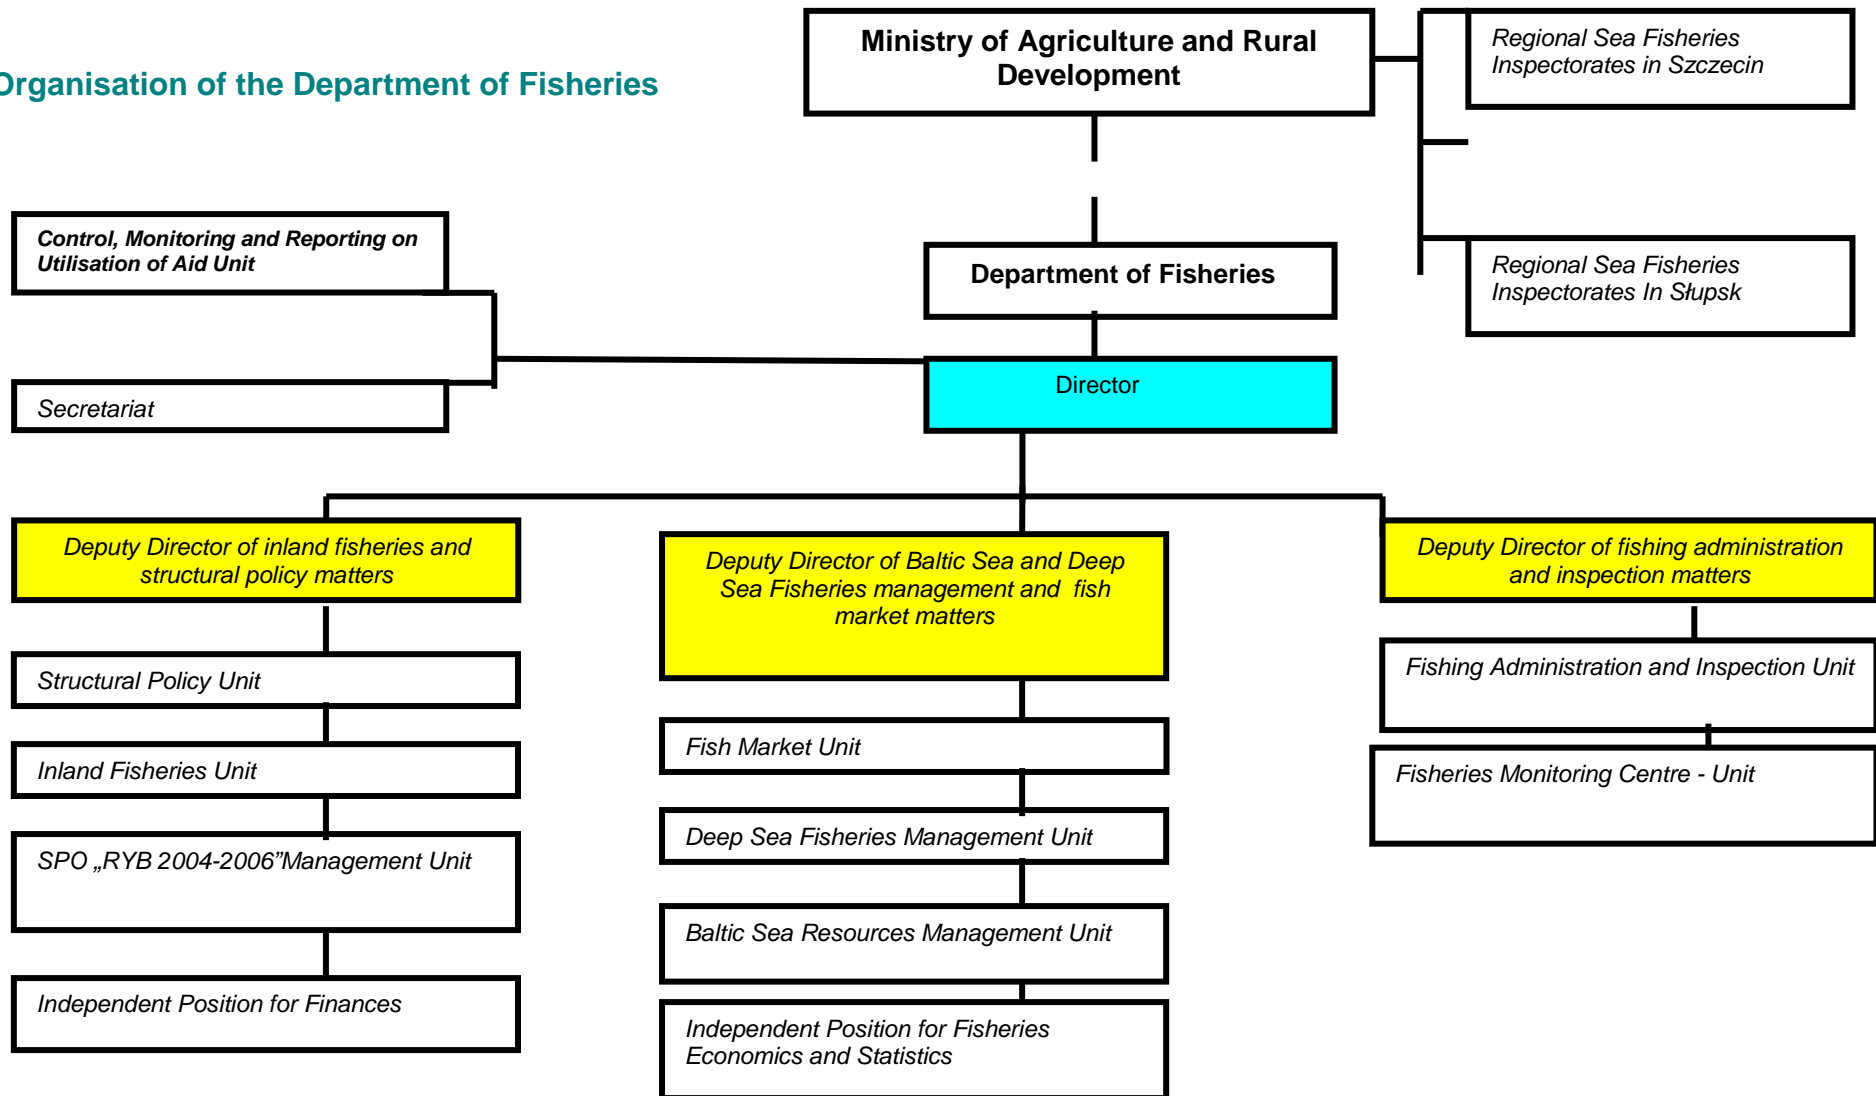 Ministry of Agriculture and Rural
Development
Regional Sea Fisheries
Inspectorates in Szczecin
Organisation of the Department of Fisheries
Control, Monitoring and Reporting on
Utilisation of Aid Unit
Department of Fisheries
Regional Sea Fisheries
Inspectorates In Słupsk
Director
Secretariat
Deputy Director of inland fisheries and
structural policy matters
Deputy Director of Baltic Sea and Deep
Sea Fisheries management and fish
market matters
Deputy Director of fishing administration
and inspection matters
Structural Policy Unit
Inland Fisheries Unit
SPO „RYB 2004-2006”Management Unit
Independent Position for Finances
Fish Market Unit
Deep Sea Fisheries Management Unit
Baltic Sea Resources Management Unit
Independent Position for Fisheries
Economics and Statistics
Fishing Administration and Inspection Unit
Fisheries Monitoring Centre - Unit